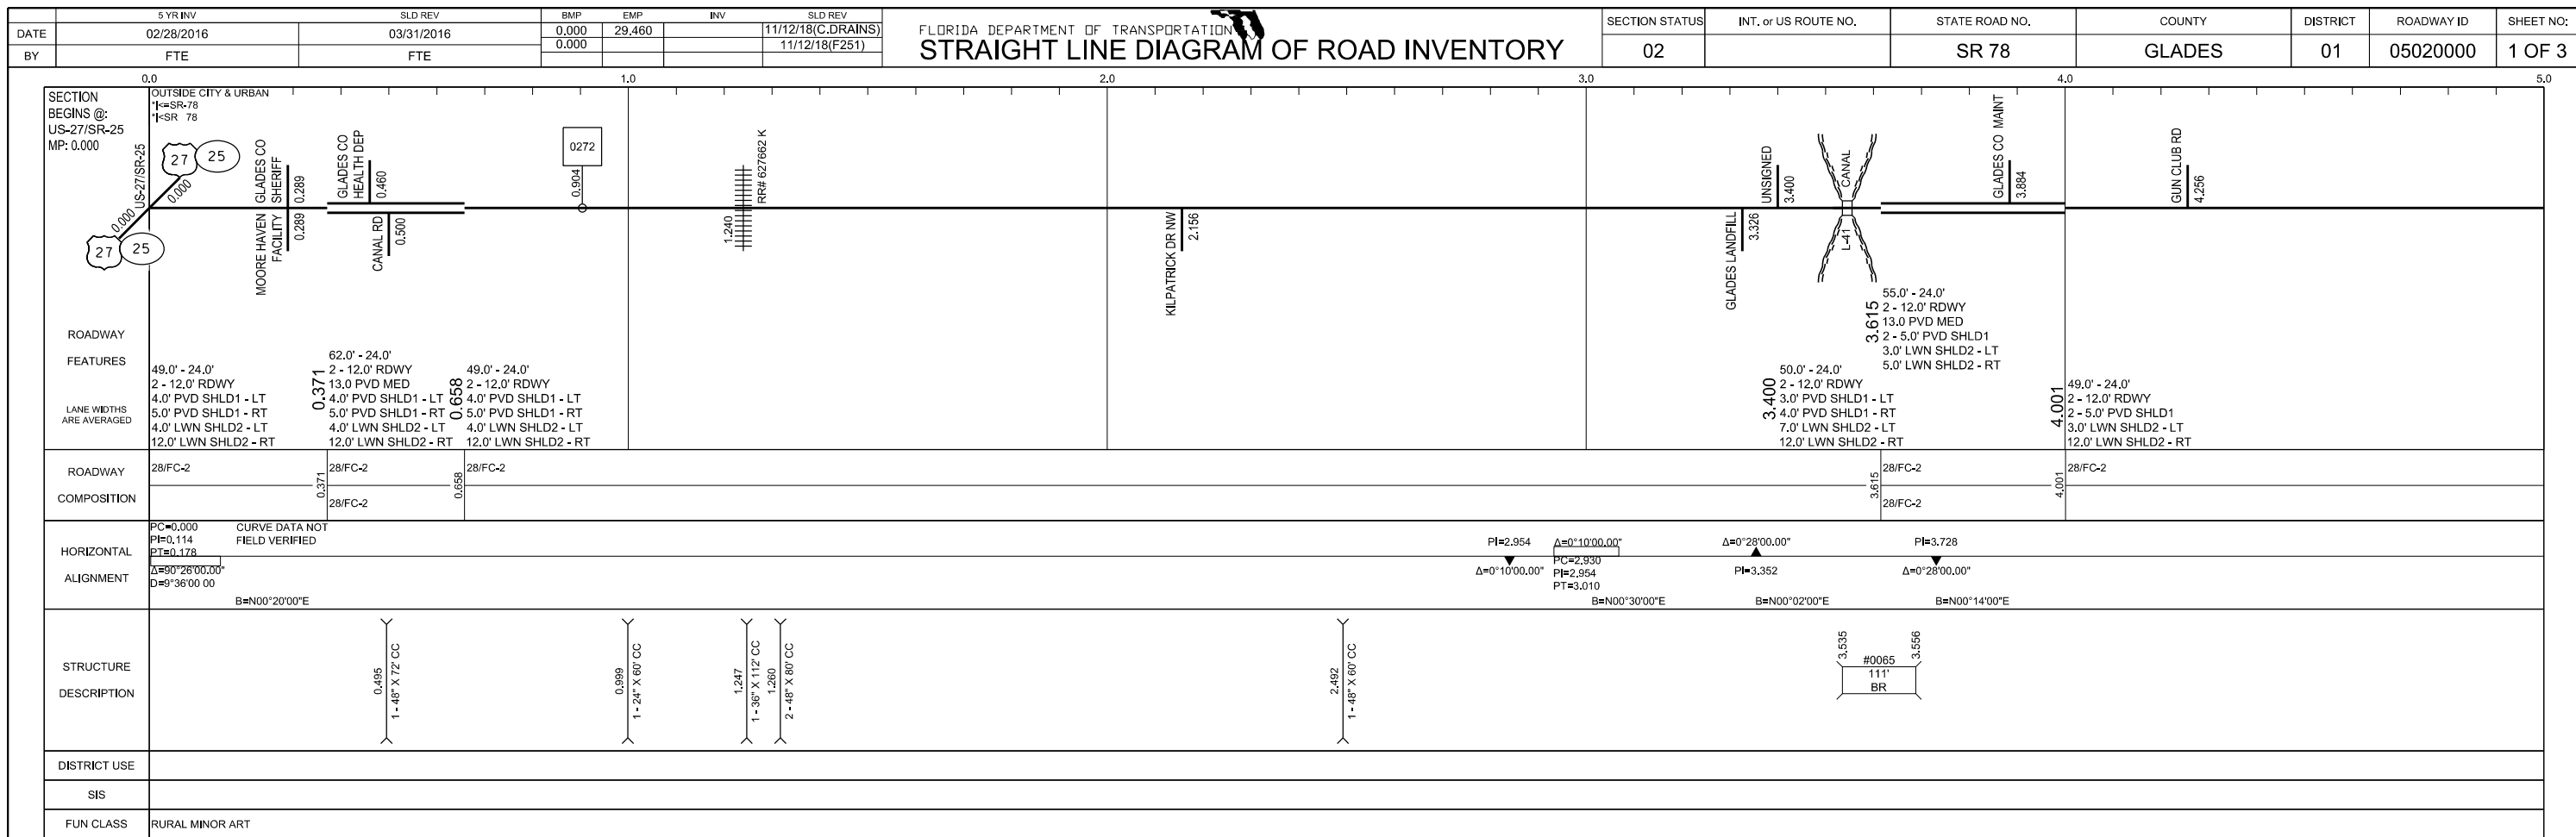 5 YR INV SLD REV BMP EMP INV SLD REV
DATE 02/28/2016 03/31/2016 0.000 29.460 11/12/18(C.DRAINS)
0.000 11/12/18(F251)
BY FTE FTE
FLORIDA DEPARTMENT OF TRANSPORTATION
STRAIGHT LINE DIAGRAM OF ROAD INVENTORY
SECTION STATUS INT. or US ROUTE NO. STATE ROAD NO. COUNTY DISTRICT ROADWAY ID SHEET NO:
02 SR 78 GLADES 01 05020000 1 OF 3
0.0 1.0 2.0 3.0 4.0 5.0
SECTION
BEGINS @:
US-27/SR-25
MP: 0.000
OUTSIDE CITY & URBAN
*|<=SR-78
*|<SR 78
US-27/SR-25
27 25
0.000
0.000
27 25
GLADES CO
SHERIFF
0.289
MOORE HAVEN
FACILITY
0.289
GLADES CO
HEALTH DEP
0.460
CANAL RD
0.500
0272
0.904
1.240
RR# 627662 K
KILPATRICK DR NW
2.156
GLADES LANDFILL
3.326
UNSIGNED
3.400
CANAL
L-41
GLADES CO MAINT
3.884
GUN CLUB RD
4.256
ROADWAY
FEATURES
LANE WIDTHS
ARE AVERAGED
49.0' - 24.0'
2 - 12.0' RDWY
4.0' PVD SHLD1 - LT
5.0' PVD SHLD1 - RT
4.0' LWN SHLD2 - LT
12.0' LWN SHLD2 - RT
0.371
62.0' - 24.0'
2 - 12.0' RDWY
13.0 PVD MED
4.0' PVD SHLD1 - LT
5.0' PVD SHLD1 - RT
4.0' LWN SHLD2 - LT
12.0' LWN SHLD2 - RT
0.658
49.0' - 24.0'
2 - 12.0' RDWY
4.0' PVD SHLD1 - LT
5.0' PVD SHLD1 - RT
4.0' LWN SHLD2 - LT
12.0' LWN SHLD2 - RT
3.400
50.0' - 24.0'
2 - 12.0' RDWY
3.0' PVD SHLD1 - LT
4.0' PVD SHLD1 - RT
7.0' LWN SHLD2 - LT
12.0' LWN SHLD2 - RT
3.615
55.0' - 24.0'
2 - 12.0' RDWY
13.0 PVD MED
2 - 5.0' PVD SHLD1
3.0' LWN SHLD2 - LT
5.0' LWN SHLD2 - RT
4.001
49.0' - 24.0'
2 - 12.0' RDWY
2 - 5.0' PVD SHLD1
3.0' LWN SHLD2 - LT
12.0' LWN SHLD2 - RT
ROADWAY
COMPOSITION
28/FC-2
0.371
28/FC-2
28/FC-2
0.658
28/FC-2
3.615
28/FC-2
28/FC-2
4.001
28/FC-2
HORIZONTAL
ALIGNMENT
PC=0.000
PI=0.114
PT=0.178
CURVE DATA NOT
FIELD VERIFIED
Δ=90°26'00.00"
D=9°36'00 00
B=N00°20'00"E
PI=2.954
Δ=0°10'00.00"
Δ=0°10'00.00"
PC=2.930
PI=2.954
PT=3.010
B=N00°30'00"E
Δ=0°28'00.00"
PI=3.352
B=N00°02'00"E
PI=3.728
Δ=0°28'00.00"
B=N00°14'00"E
STRUCTURE
DESCRIPTION
0.495
1 - 48" X 72' CC
0.999
1 - 24" X 60' CC
1.247
1 - 36" X 112' CC
1.260
2 - 48" X 80' CC
2.492
1 - 48" X 60' CC
3.535
3.556
#0065
111'
BR
DISTRICT USE
SIS
FUN CLASS RURAL MINOR ART